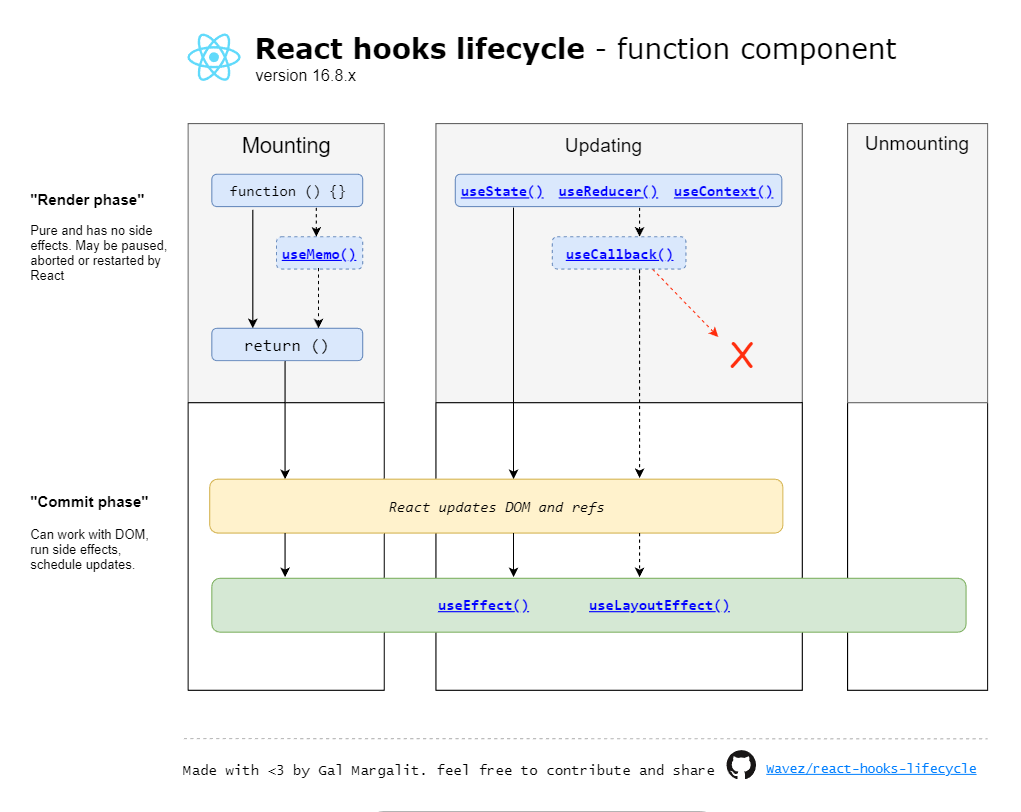 React hooks lifecycle - function component
version 16.8.x
Mounting
Updating
Unmounting
"Render phase"
Pure and has no side
effects. May be paused,
aborted or restarted by
React
function () {}
useMemo()
return ()
useState() useReducer() useContext()
useCallback()
"Commit phase"
Can work with DOM,
run side effects,
schedule updates.
React updates DOM and refs
useEffect() useLayoutEffect()
Made with <3 by Gal Margalit. feel free to contribute and share
Wavez/react-hooks-lifecycle